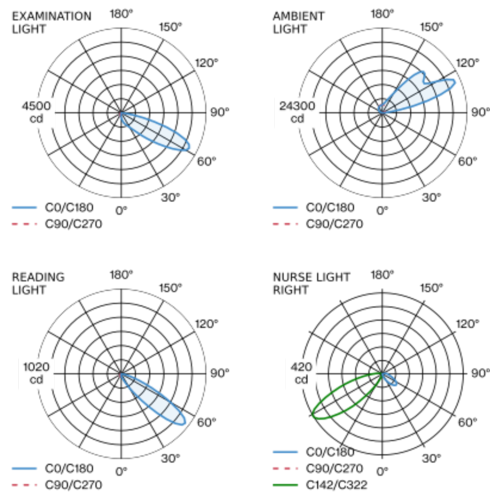 EXAMINATION
LIGHT
180°
150°
120°
4500
cd
90°
60°
30°
0°
C0/C180
C90/C270
AMBIENT
LIGHT
180°
150°
120°
24300
cd
90°
60°
30°
0°
C0/C180
C90/C270
READING
LIGHT
180°
150°
120°
1020
cd
90°
60°
30°
0°
C0/C180
C90/C270
NURSE LIGHT
RIGHT
180°
150°
120°
420
cd
90°
60°
30°
0°
C0/C180
C90/C270
C142/C322